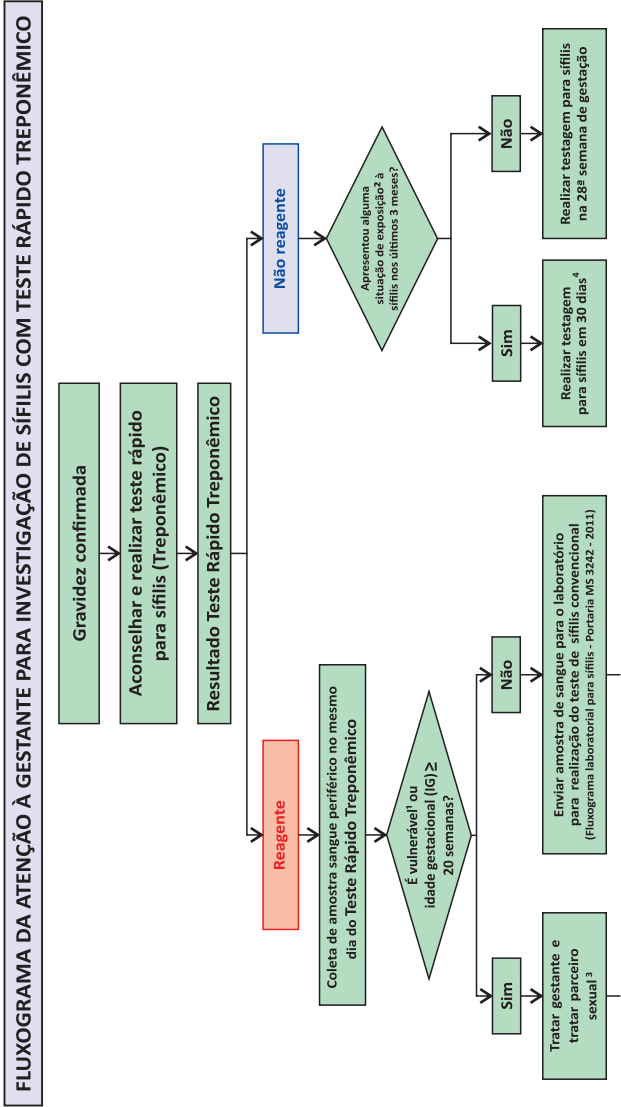 FLUXOGRAMA DA ATENÇÃO À GESTANTE PARA INVESTIGAÇÃO DE SÍFILIS COM TESTE RÁPIDO TREPONÊMICO
Gravidez confirmada
Aconselhar e realizar teste rápido
para sífilis (Treponêmico)
Resultado Teste Rápido Treponêmico
Reagente
Coleta de amostra sangue periférico no mesmo
dia do Teste Rápido Treponêmico
É vulnerável¹ ou
idade gestacional (IG)≥
20 semanas?
Sim
Tratar gestante e
tratar parceiro
sexual ³
Não
Enviar amostra de sangue para o laboratório
para realização do teste de sífilis convencional
(Fluxograma laboratorial para sífilis - Portaria MS 3242 - 2011)
Não reagente
Apresentou alguma
situação de exposição² à
sífilis nos últimos 3 meses?
Sim
Realizar testagem
para sífilis em 30 dias⁴
Não
Realizar testagem para sífilis
na 28ª semana de gestação